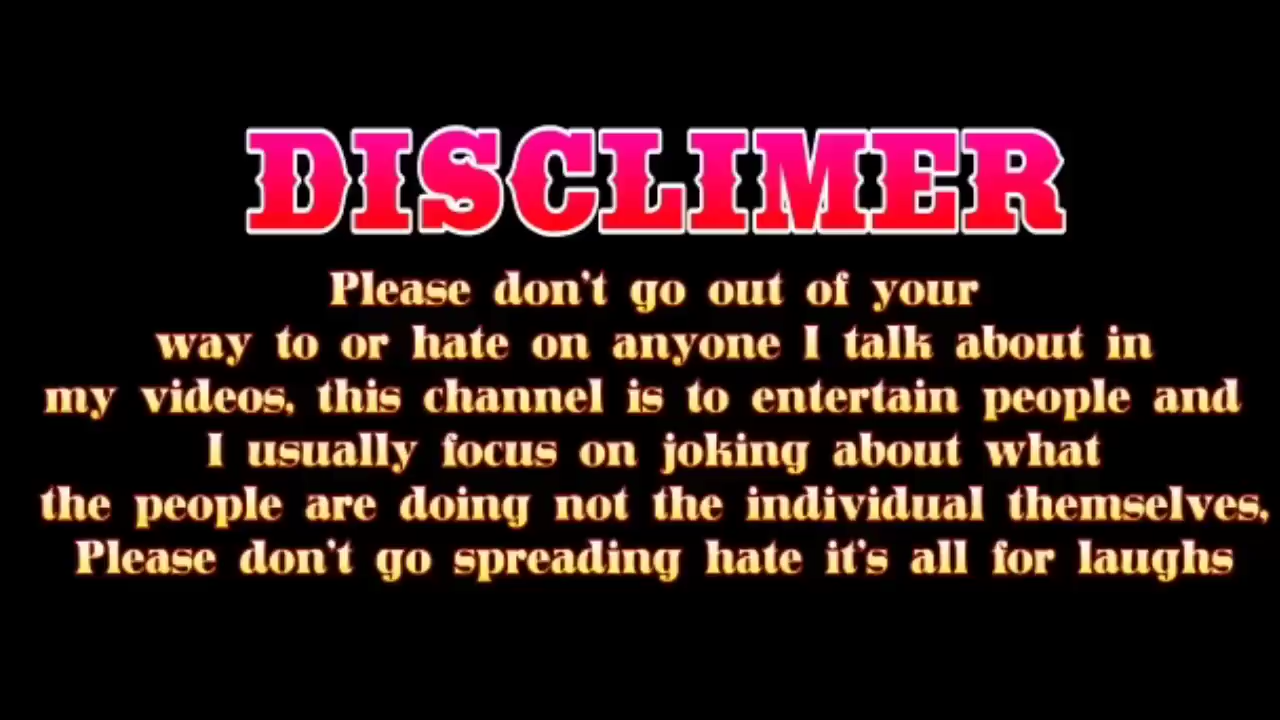 DISCLIMER
Please don't go out of your
way to or hate on anyone I talk about in
my videos, this channel is to entertain people and
I usually focus on joking about what
the people are doing not the individual themselves,
Please don't go spreading hate it's all for laughs